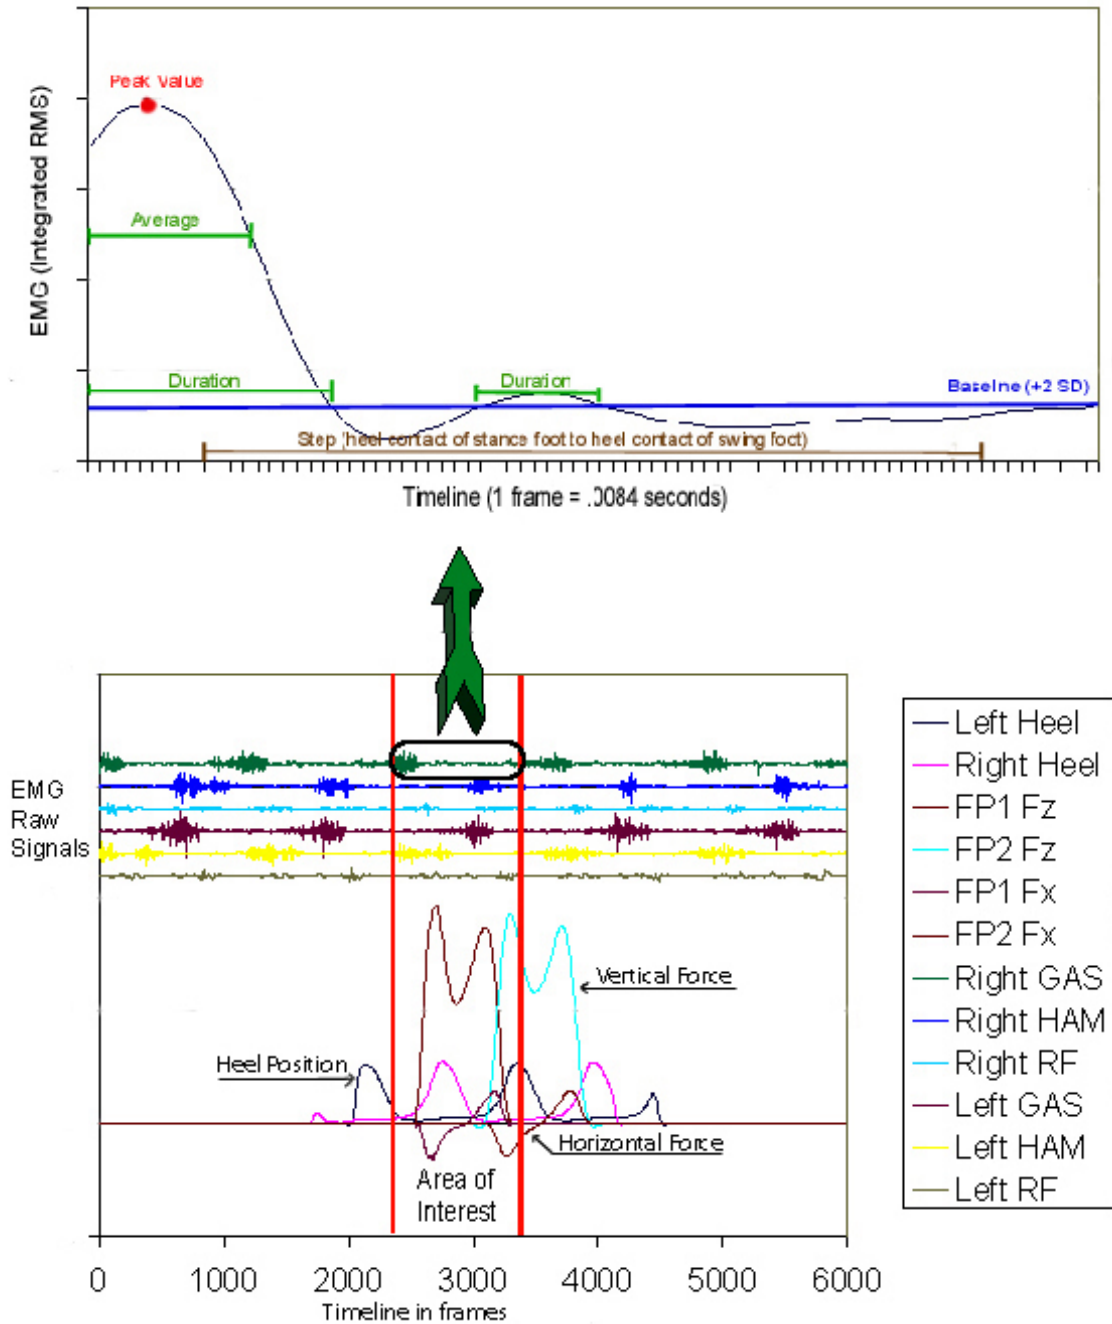 Peak Value
EMG (Integrated RMS)
Average
Duration
Duration
Baseline (+2 SD)
Step (heel contact of stance foot to heel contact of swing foot)
Timeline (1 frame = .0084 seconds)
EMG
Raw
Signals
Vertical Force
Heel Position
Horizontal Force
Area of
Interest
0 1000 2000 3000 4000 5000 6000
Timeline in frames
Left Heel
Right Heel
FP1 Fz
FP2 Fz
FP1 Fx
FP2 Fx
Right GAS
Right HAM
Right RF
Left GAS
Left HAM
Left RF